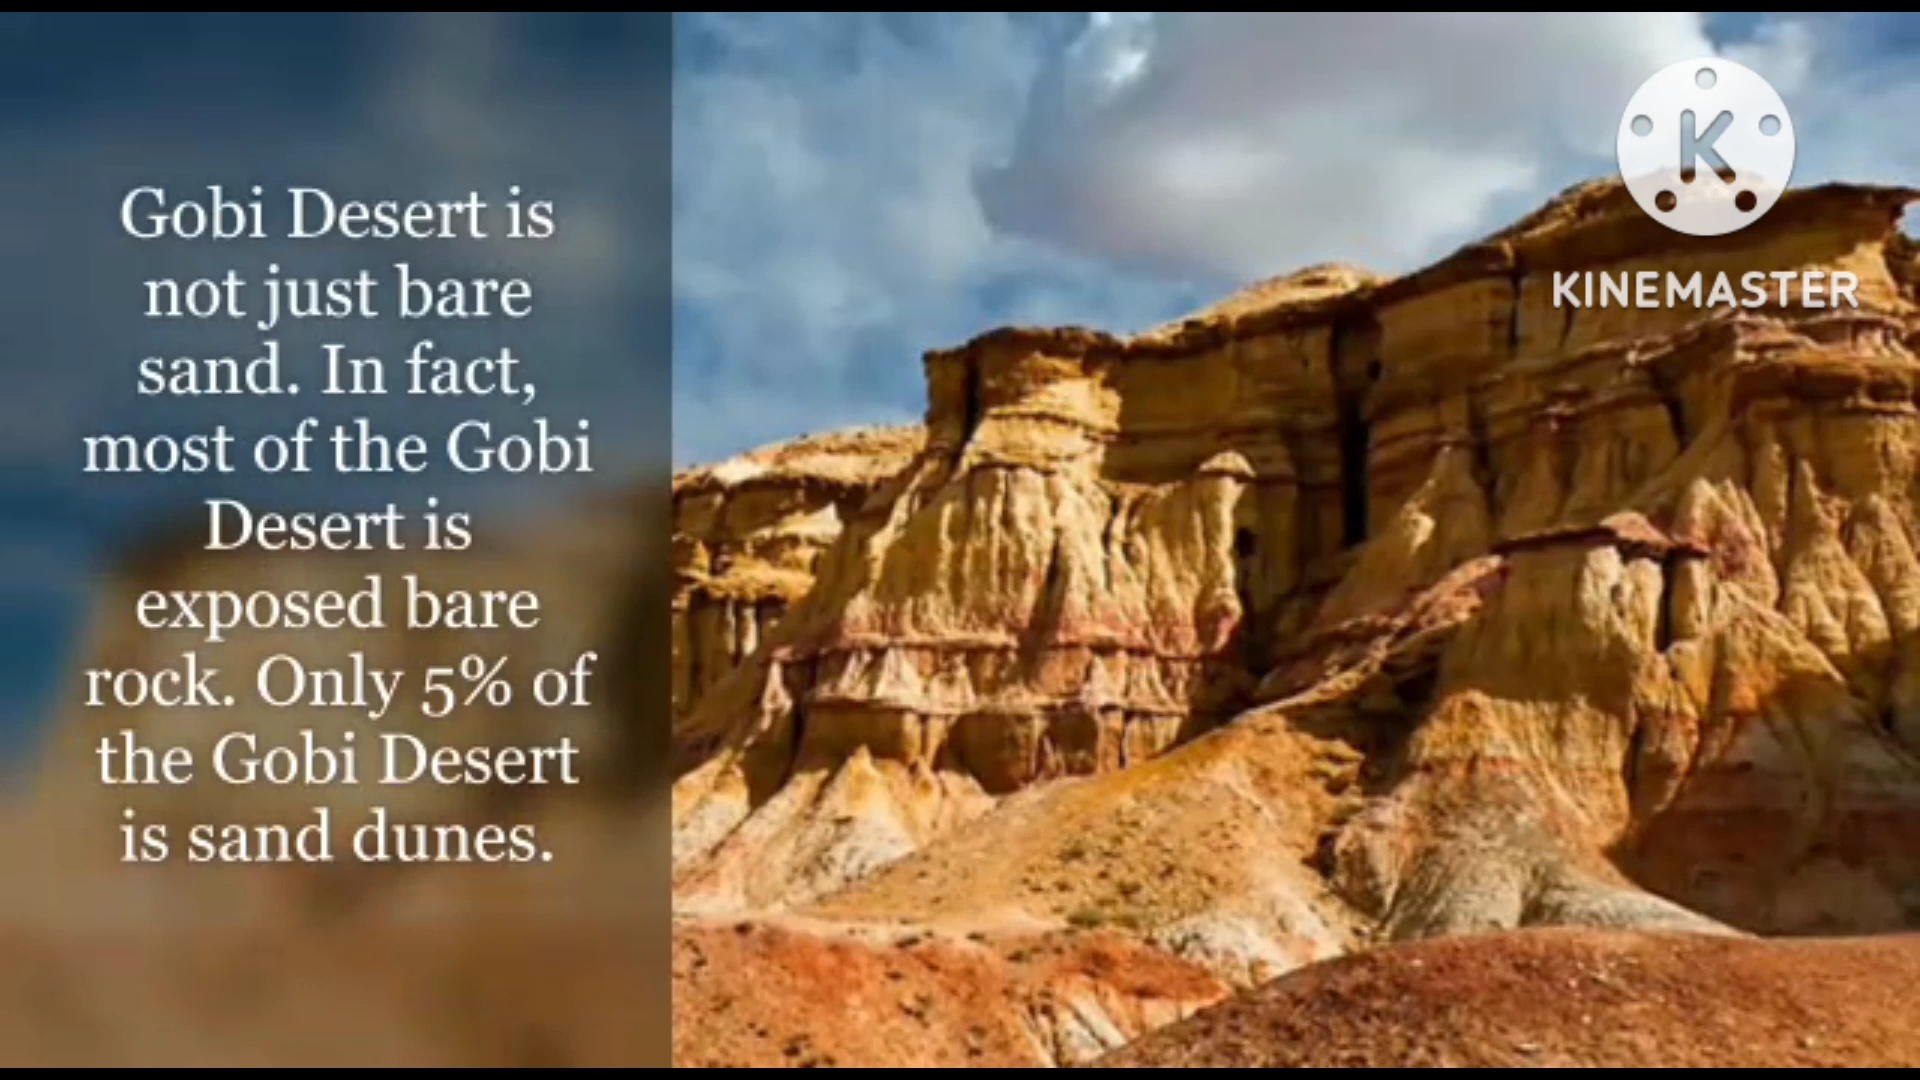 Gobi Desert is
not just bare
sand. In fact,
most of the Gobi
Desert is
exposed bare
rock. Only 5% of
the Gobi Desert
is sand dunes.
K
KINEMASTER